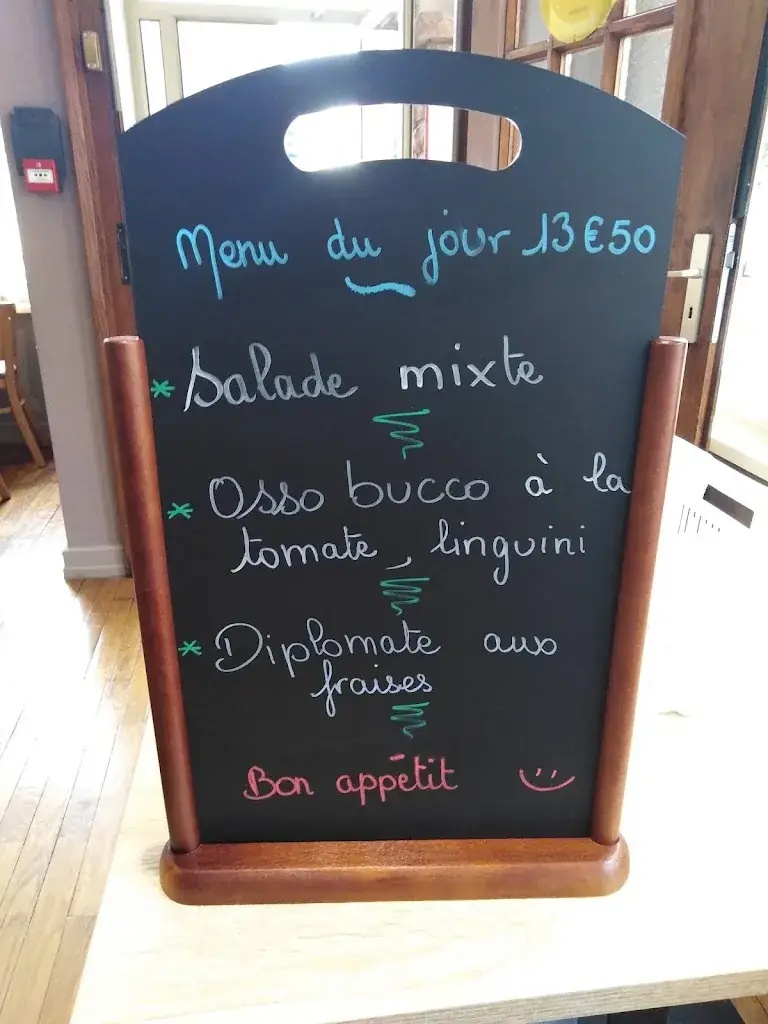 Menu du jour 13€50
* Salade mixte
* Osso bucco à la
tomate, linguini
* Diplomate aux
fraises
Bon appétit